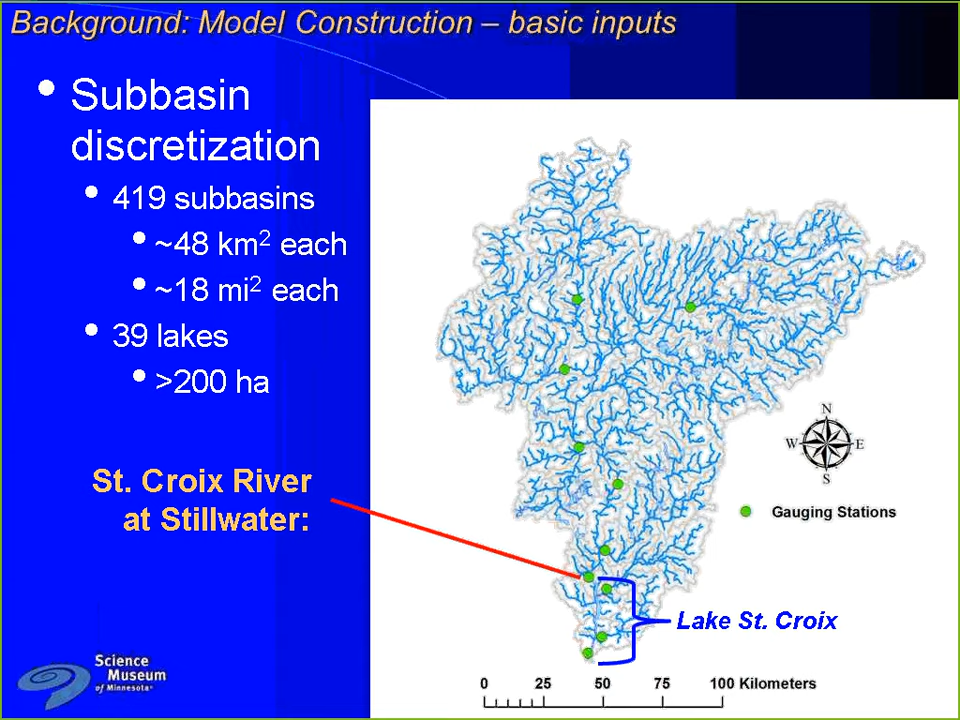 Background: Model Construction – basic inputs
• Subbasin
discretization
• 419 subbasins
• ~48 km² each
• ~18 mi² each
• 39 lakes
• >200 ha
St. Croix River
at Stillwater:
N
W E
S
Gauging Stations
Lake St. Croix
0 25 50 75 100 Kilometers
Science
Museum
of Minnesota®